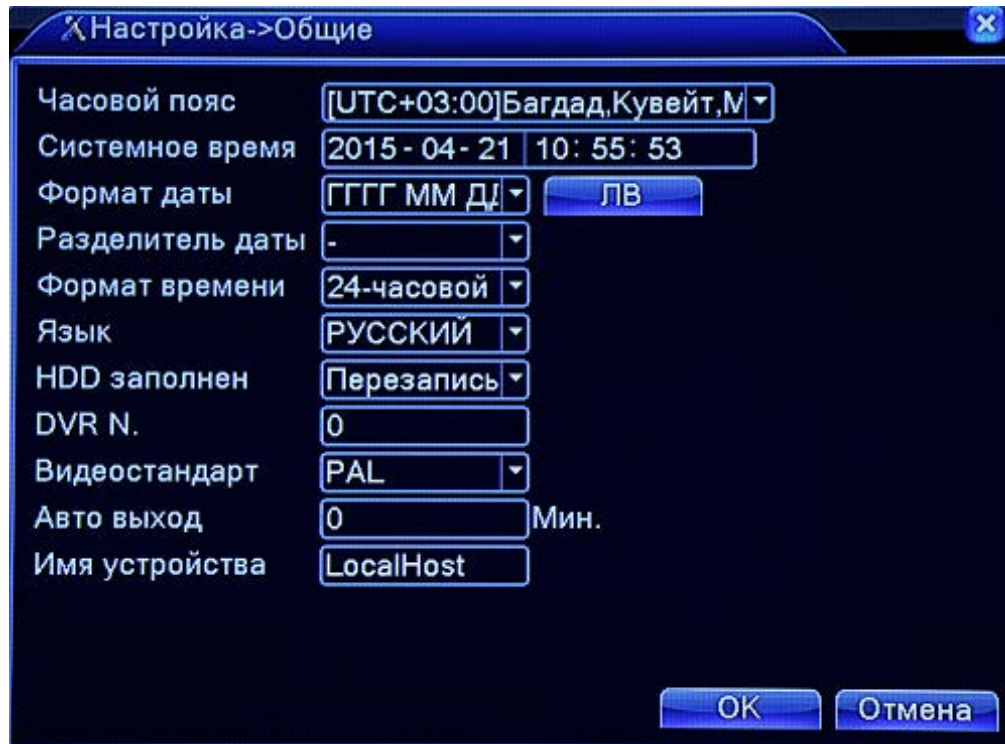 Настройка->Общие
Часовой пояс [UTC+03:00]Багдад,Кувейт,М
Системное время 2015-04-21 10:55:53
Формат даты ГГГГ ММ ДД ЛВ
Разделитель даты -
Формат времени 24-часовой
Язык РУССКИЙ
HDD заполнен Перезапись
DVR N. 0
Видеостандарт PAL
Авто выход 0 Мин.
Имя устройства LocalHost
OK Отмена